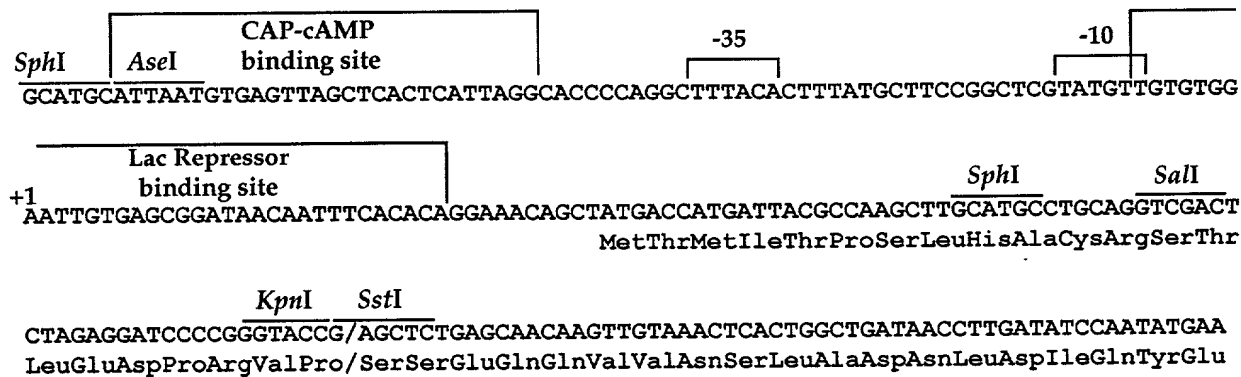 CAP-cAMP
binding site
-35
-10
SphI AseI
GCATGCATTAATGTGAGTTAGCTCACTCATTAGGCACCCCAGGCTTTACACTTTATGCTTCCGGCTCGTATGTTGTGTGG
Lac Repressor
binding site
+1
SphI SalI
AATTGTGAGCGGATAACAATTTCACACAGGAAACAGCTATGACCATGATTACGCCAAGCTTGCATGCCTGCAGGTCGACT
MetThrMetIleThrProSerLeuHisAlaCysArgSerThr
KpnI SstI
CTAGAGGATCCCCGGGTACCG/AGCTCTGAGCAACAAGTTGTAAACTCACTGGCTGATAACCTTGATATCCAATATGAA
LeuGluAspProArgValPro/SerSerGluGlnGlnValValAsnSerLeuAlaAspAsnLeuAspIleGlnTyrGlu